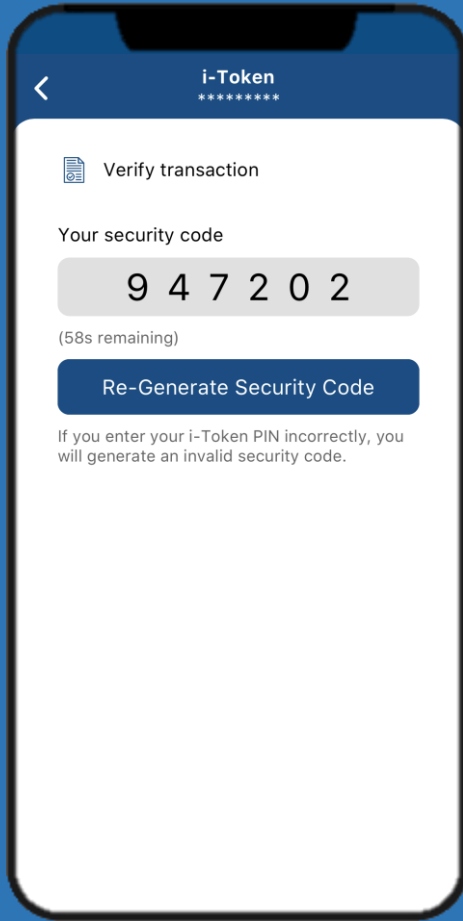 i-Token
*********
Verify transaction
Your security code
9 4 7 2 0 2
(58s remaining)
Re-Generate Security Code
If you enter your i-Token PIN incorrectly, you
will generate an invalid security code.